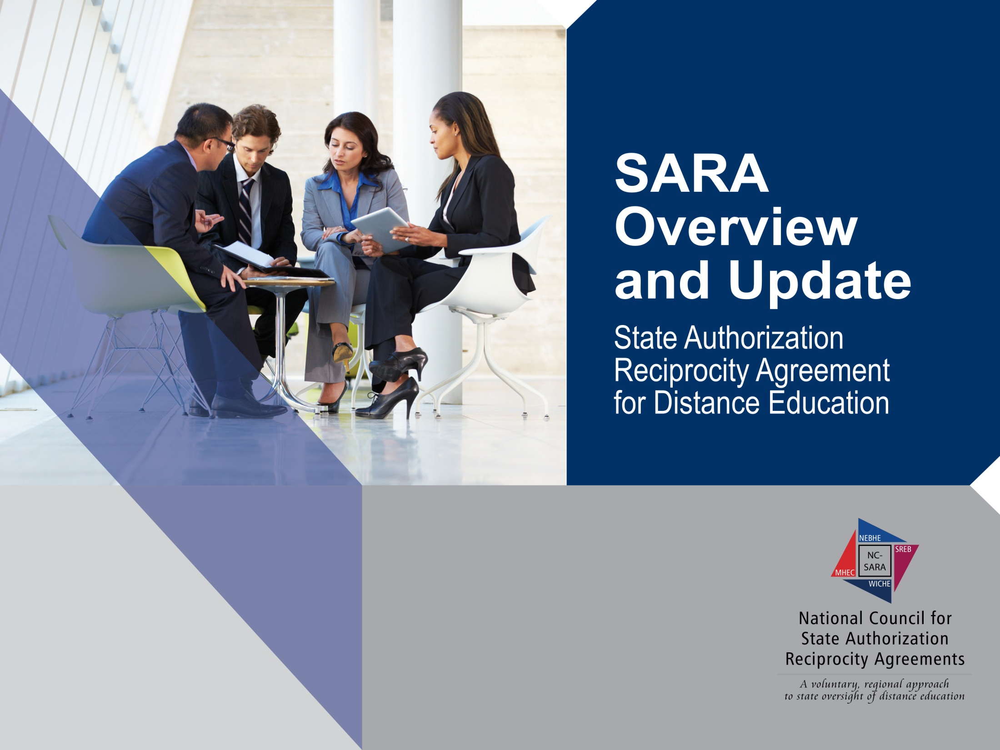 SARA
Overview
and Update
State Authorization
Reciprocity Agreement
for Distance Education
NEBHE
SREB
NC-
SARA
MHEC
WICHE
National Council for
State Authorization
Reciprocity Agreements
A voluntary, regional approach
to state oversight of distance education